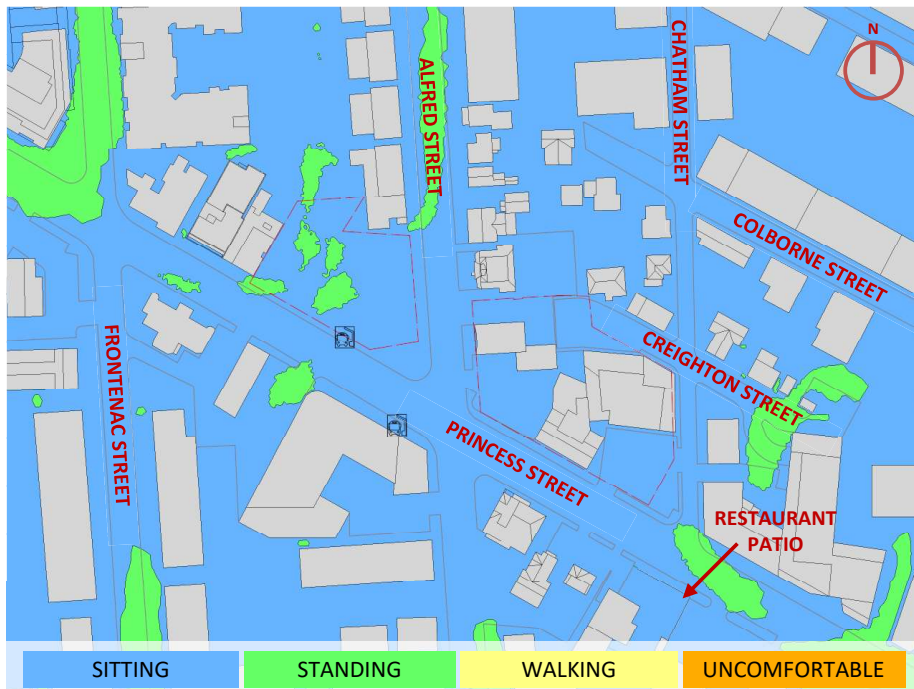 N
CHATHAM STREET
ALFRED STREET
COLBORNE STREET
FRONTENAC STREET
CREIGHTON STREET
PRINCESS STREET
RESTAURANT
PATIO
SITTING
STANDING
WALKING
UNCOMFORTABLE